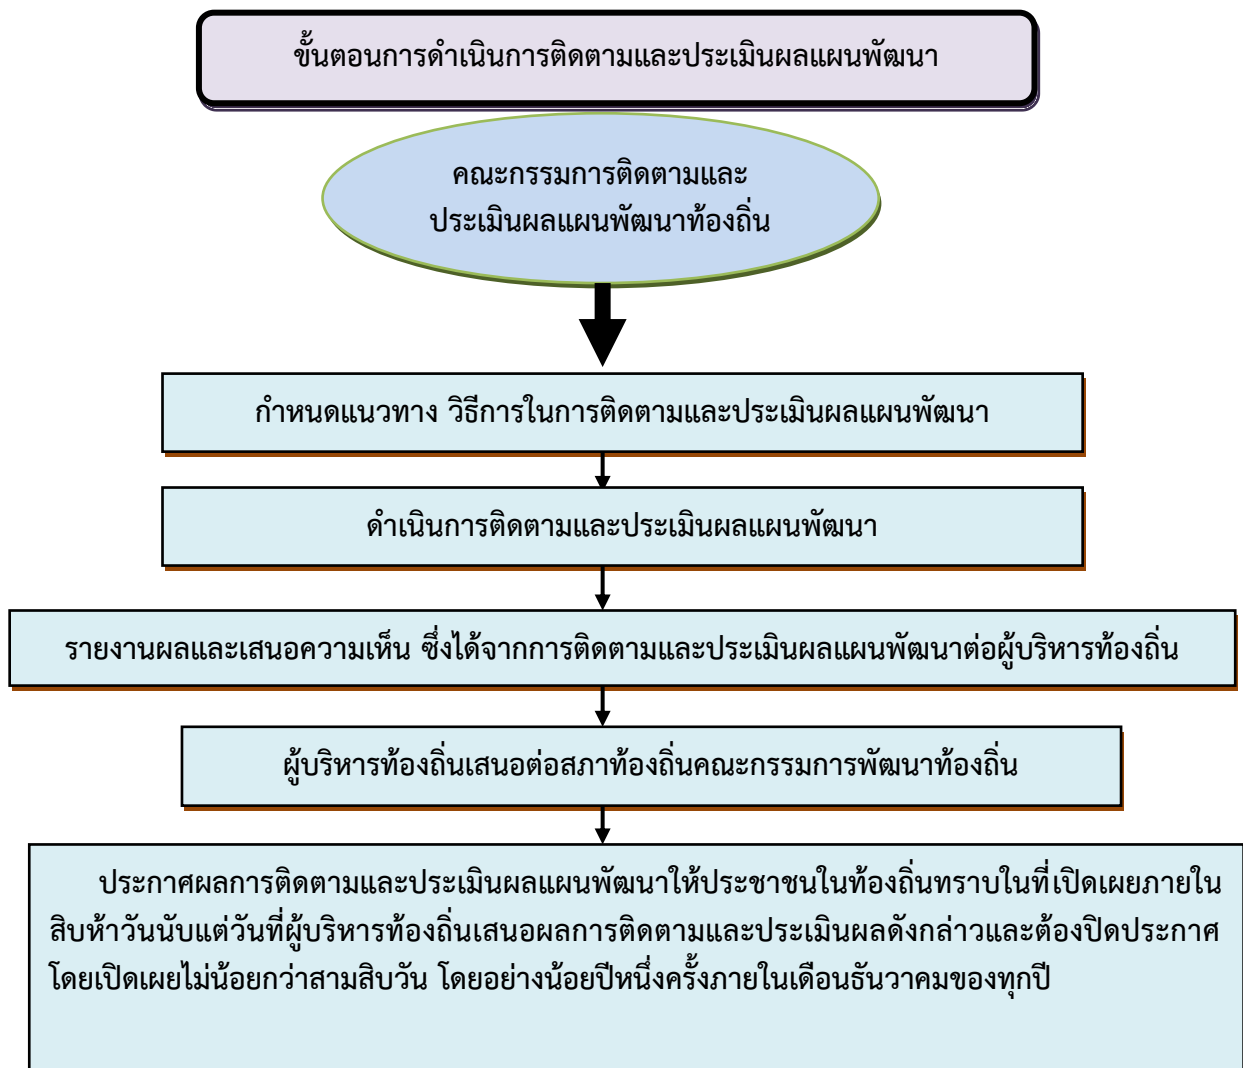 ขั้นตอนการดำเนินการติดตามและประเมินผลแผนพัฒนา
คณะกรรมการติดตามและ
ประเมินผลแผนพัฒนาท้องถิ่น
กำหนดแนวทาง วิธีการในการติดตามและประเมินผลแผนพัฒนา
ดำเนินการติดตามและประเมินผลแผนพัฒนา
รายงานผลและเสนอความเห็น ซึ่งได้จากการติดตามและประเมินผลแผนพัฒนาต่อผู้บริหารท้องถิ่น
ผู้บริหารท้องถิ่นเสนอต่อสภาท้องถิ่นคณะกรรมการพัฒนาท้องถิ่น
ประกาศผลการติดตามและประเมินผลแผนพัฒนาให้ประชาชนในท้องถิ่นทราบในที่เปิดเผยภายใน
สิบห้าวันนับแต่วันที่ผู้บริหารท้องถิ่นเสนอผลการติดตามและประเมินผลดังกล่าวและต้องปิดประกาศ
โดยเปิดเผยไม่น้อยกว่าสามสิบวัน โดยอย่างน้อยปีหนึ่งครั้งภายในเดือนธันวาคมของทุกปี